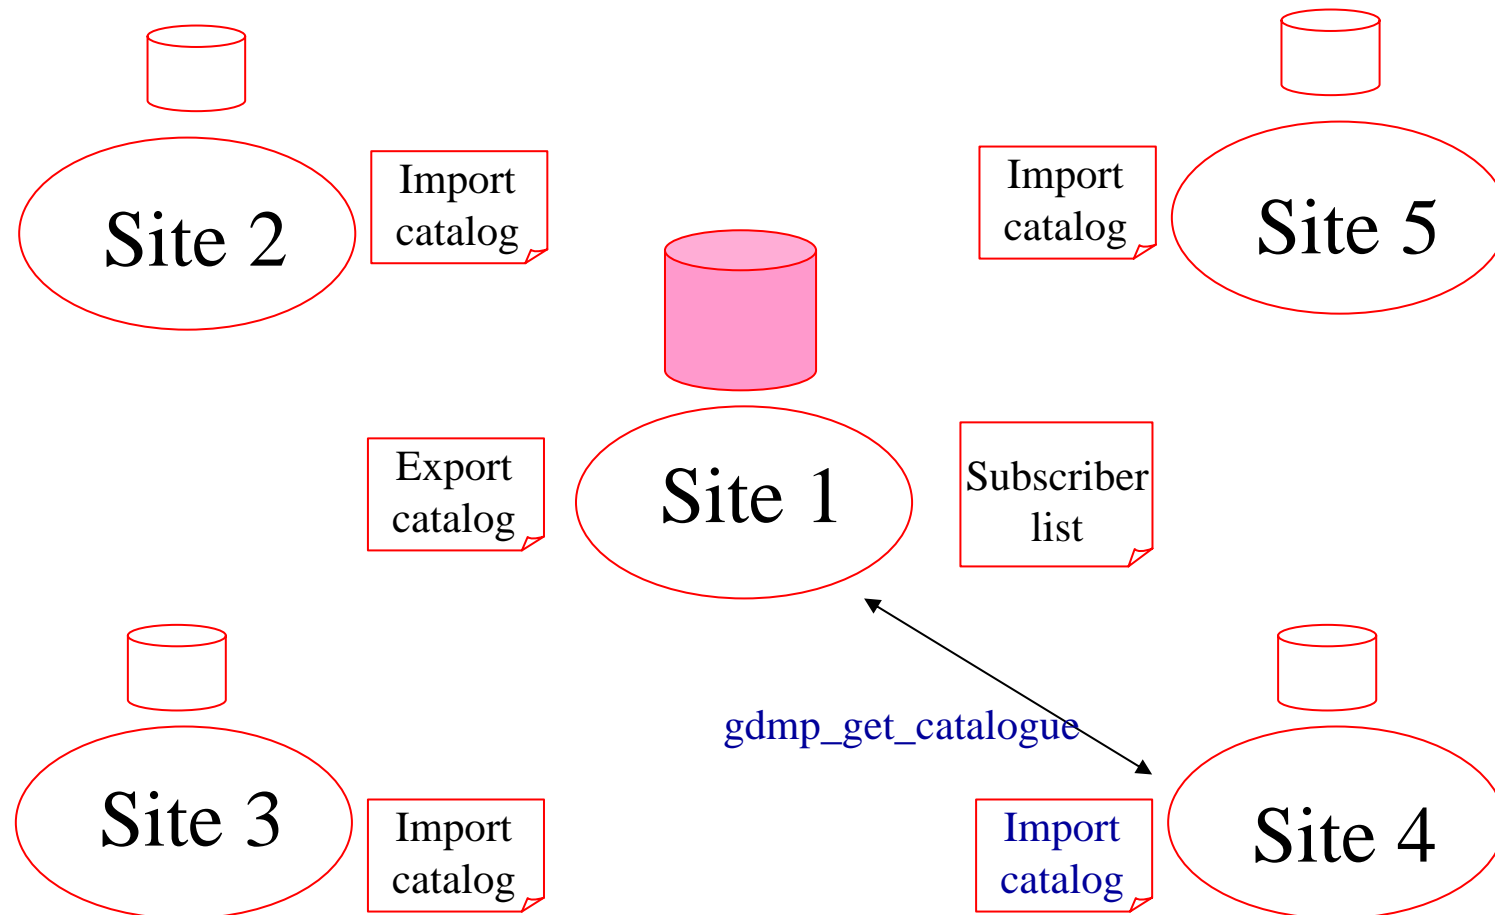 Site 2
Import
catalog
Import
catalog
Site 5
Export
catalog
Site 1
Subscriber
list
gdmp_get_catalogue
Site 3
Import
catalog
Import
catalog
Site 4